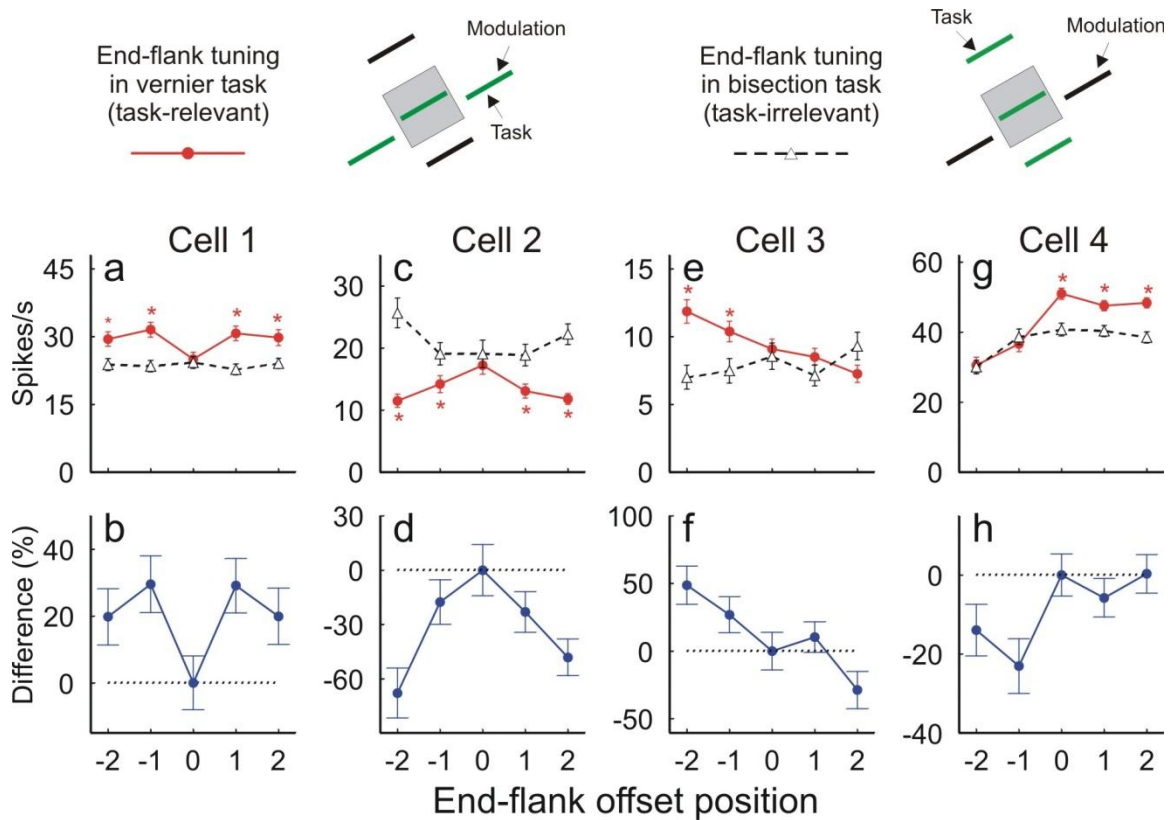 End-flank tuning
in vernier task
(task-relevant)
Modulation
Task
End-flank tuning
in bisection task
(task-irrelevant)
Task
Modulation
Cell 1
Cell 2
Cell 3
Cell 4
Spikes/s
a
45
30
15
0
* * * *
c
30
20
10
0
* * * *
e
15
10
5
0
* *
g
60
40
20
0
* * *
Difference (%)
b
40
20
0
d
30
0
-30
-60
f
100
50
0
-50
h
0
-20
-40
-2 -1 0 1 2
-2 -1 0 1 2
-2 -1 0 1 2
-2 -1 0 1 2
End-flank offset position